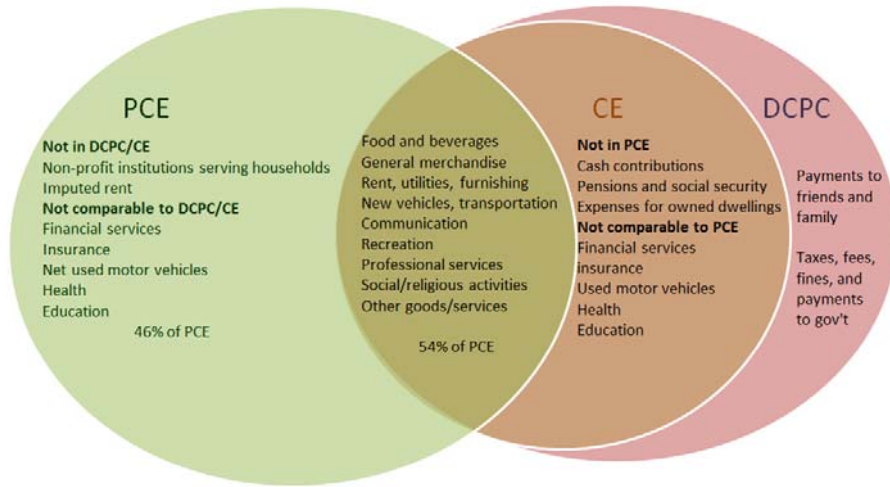 PCE
Not in DCPC/CE
Non-profit institutions serving households
Imputed rent
Not comparable to DCPC/CE
Financial services
Insurance
Net used motor vehicles
Health
Education
46% of PCE
Food and beverages
General merchandise
Rent, utilities, furnishing
New vehicles, transportation
Communication
Recreation
Professional services
Social/religious activities
Other goods/services
54% of PCE
CE
Not in PCE
Cash contributions
Pensions and social security
Expenses for owned dwellings
Not comparable to PCE
Financial services
insurance
Used motor vehicles
Health
Education
DCPC
Payments to
friends and
family
Taxes, fees,
fines, and
payments
to gov't